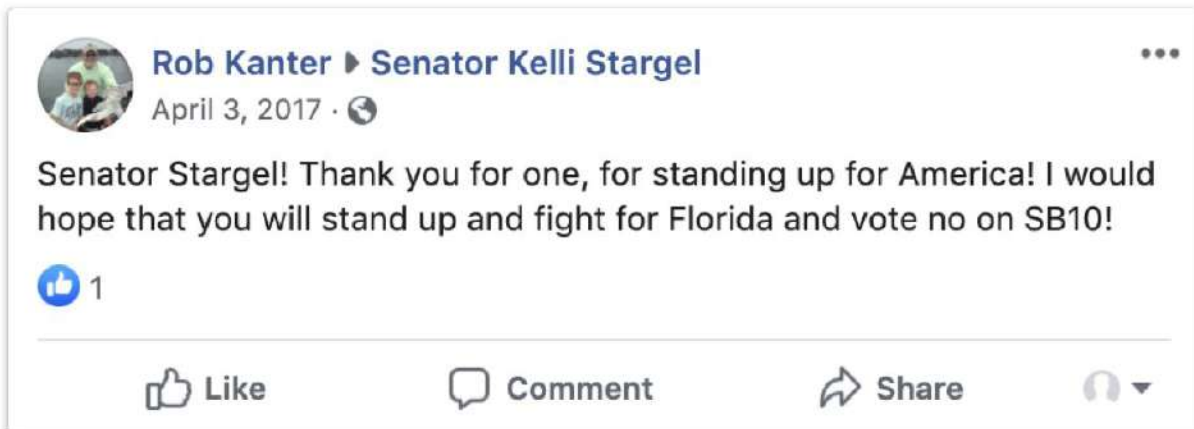 Rob Kanter ▸ Senator Kelli Stargel
April 3, 2017 ·
Senator Stargel! Thank you for one, for standing up for America! I would
hope that you will stand up and fight for Florida and vote no on SB10!
1
Like Comment Share